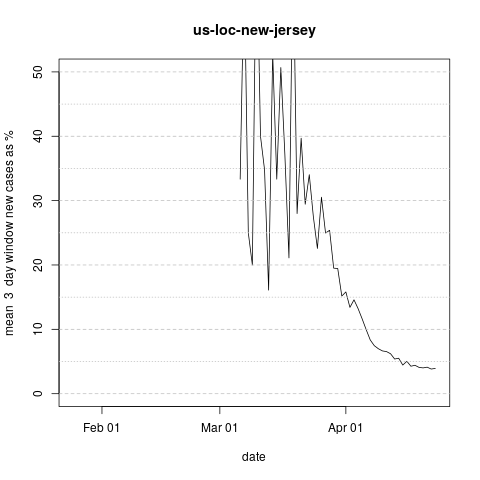 us-loc-new-jersey
mean  3  day window new cases as %
50
40
30
20
10
0
Feb 01
Mar 01
Apr 01
date